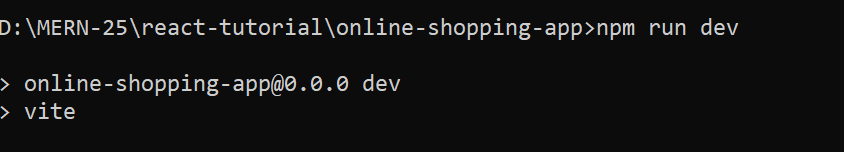 D:\MERN-25\react-tutorial\online-shopping-app>npm run dev
> online-shopping-app@0.0.0 dev
> vite